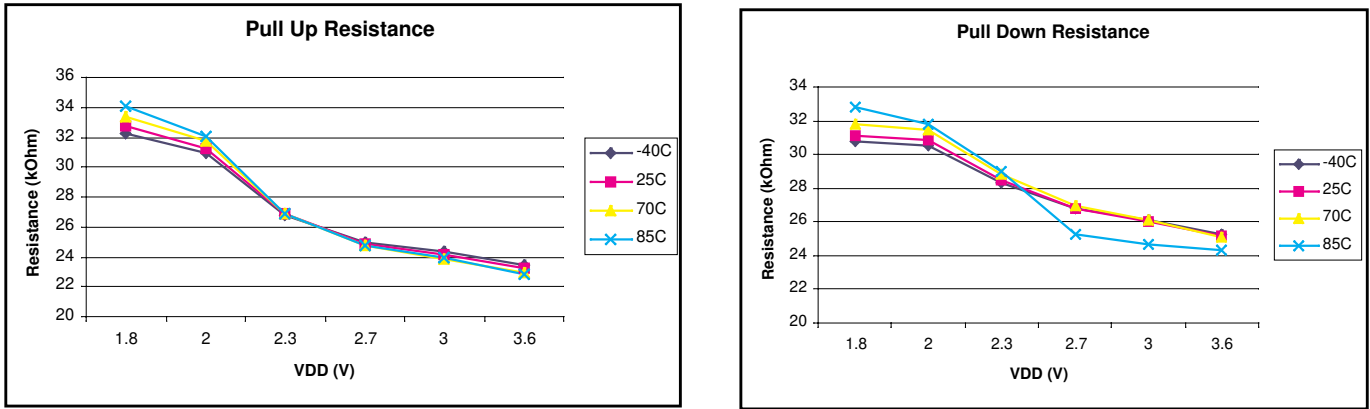 Pull Up Resistance
36
34
32
30
28
26
24
22
20
Resistance (kOhm)
1.8 2 2.3 2.7 3 3.6
VDD (V)
-40C
25C
70C
85C
Pull Down Resistance
34
32
30
28
26
24
22
20
Resistance (kOhm)
1.8 2 2.3 2.7 3 3.6
VDD (V)
-40C
25C
70C
85C